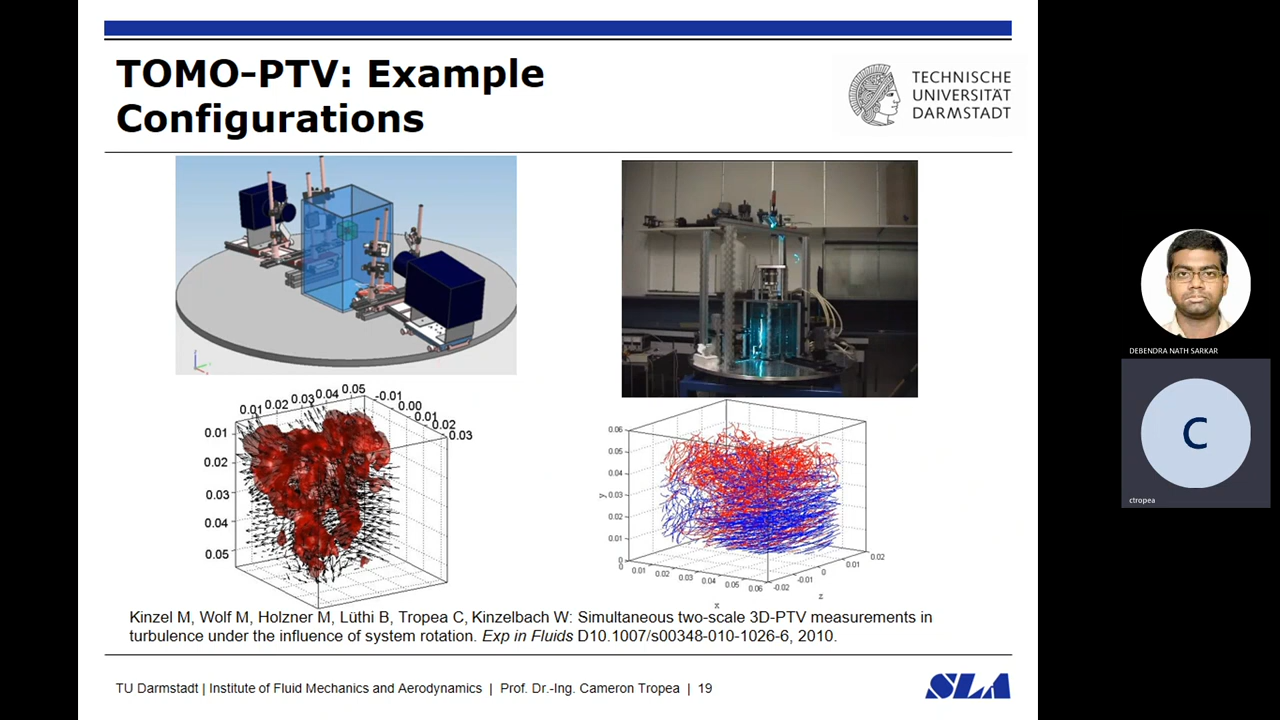 TOMO-PTV: Example
Configurations
TECHNISCHE
UNIVERSITÄT
DARMSTADT
0.01 0.02 0.03 0.04 0.05 -0.01
0.00
0.01
0.02
0.03
0.01
0.02
0.03
0.04
0.05
0.06
0.05
0.04
y 0.03
0.02
0.01
0
0 0.01 0.02 0.03 0.04 0.05 0.06
x
-0.02 -0.01 0 0.01 0.02
z
Kinzel M, Wolf M, Holzner M, Lüthi B, Tropea C, Kinzelbach W: Simultaneous two-scale 3D-PTV measurements in
turbulence under the influence of system rotation. Exp in Fluids D10.1007/s00348-010-1026-6, 2010.
TU Darmstadt | Institute of Fluid Mechanics and Aerodynamics | Prof. Dr.-Ing. Cameron Tropea | 19
SLA
DEBENDRA NATH SARKAR
C
ctropea